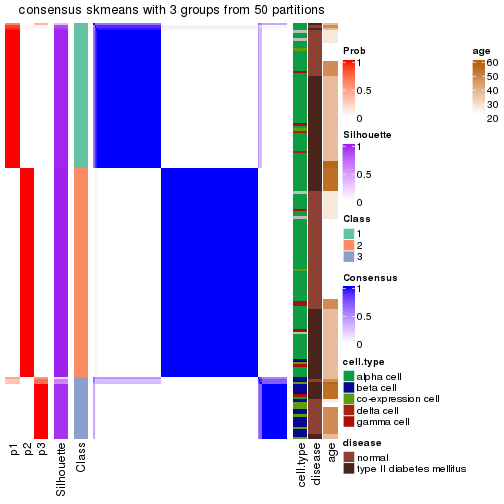 consensus skmeans with 3 groups from 50 partitions
Prob
1
0.5
0
Silhouette
1
0.5
0
Class
1
2
3
Consensus
1
0.5
0
cell.type
alpha cell
beta cell
co-expression cell
delta cell
gamma cell
disease
normal
type II diabetes mellitus
age
60
50
40
30
20
p1
p2
p3
Silhouette
Class
cell.type
disease
age